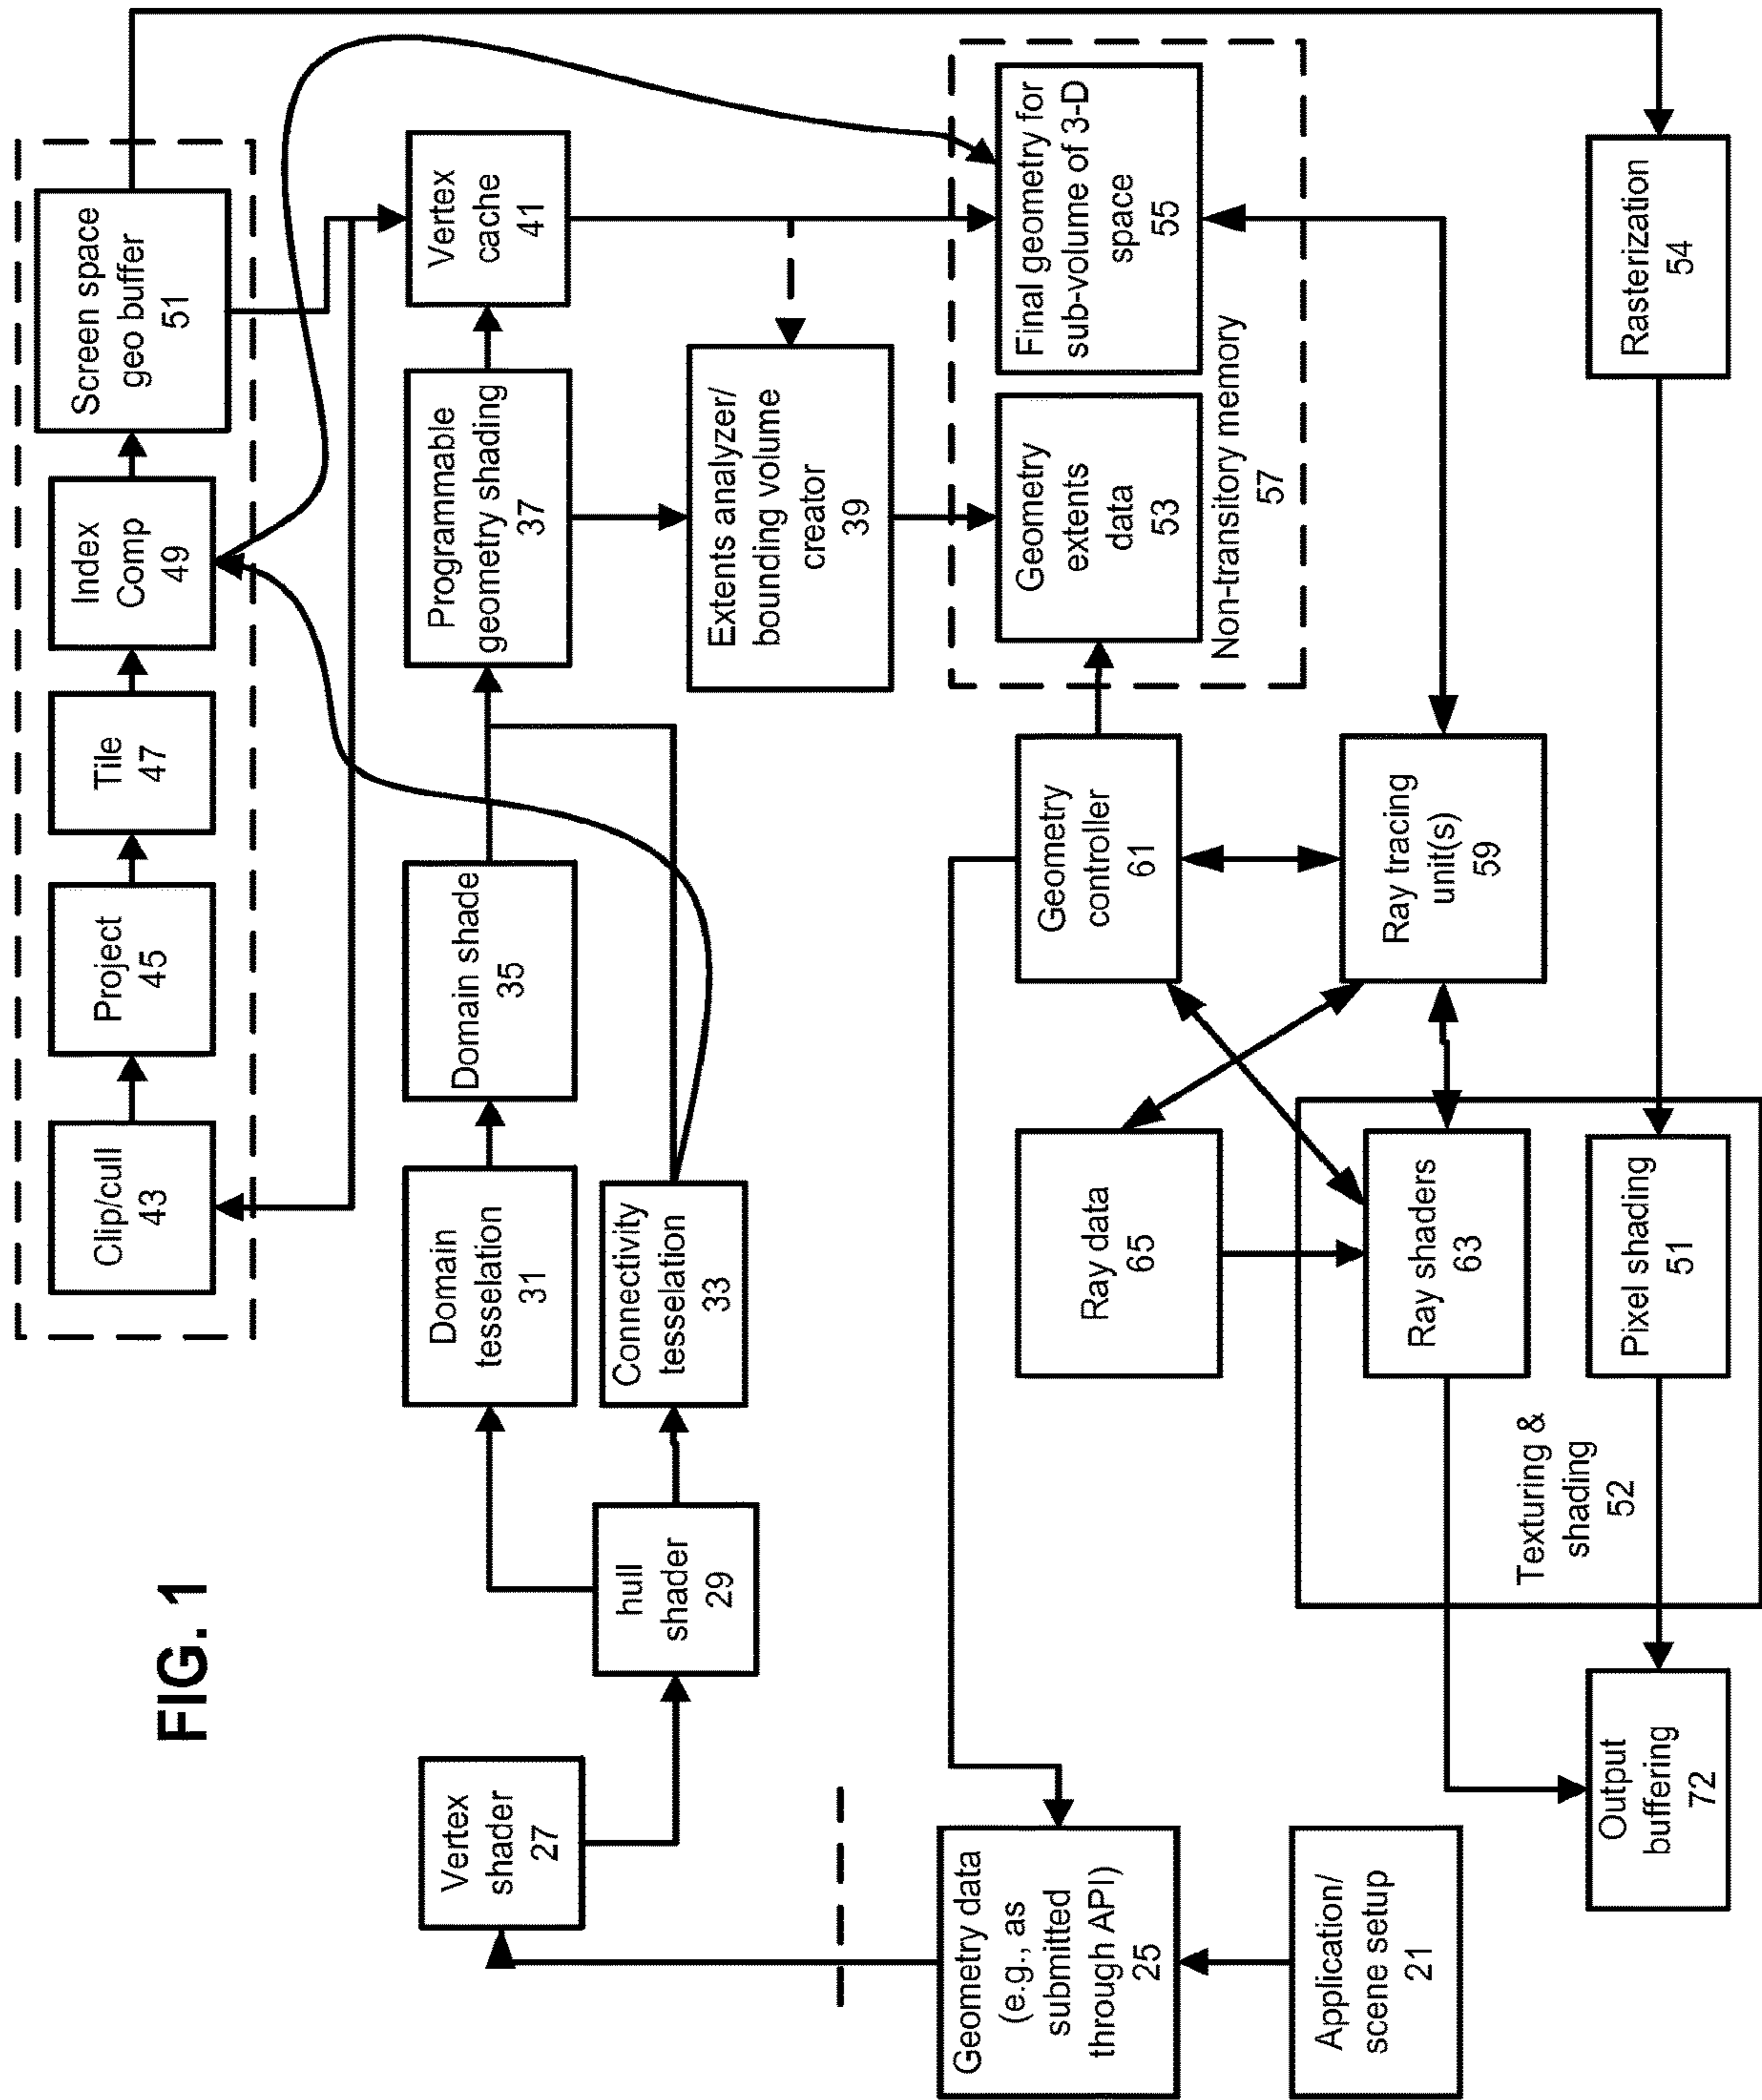 FIG. 1
Clip/cull
43
Project
45
Tile
47
Index
Comp
49
Screen space
geo buffer
51
Vertex
shader
27
hull
shader
29
Domain
tesselation
31
Connectivity
tesselation
33
Domain shade
35
Programmable
geometry shading
37
Vertex
cache
41
Extents analyzer/
bounding volume
creator
39
Geometry
extents
data
53
Final geometry for
sub-volume of 3-D
space
55
Non-transitory memory
57
Geometry data
(e.g., as
submitted
through API)
25
Application/
scene setup
21
Geometry
controller
61
Ray tracing
unit(s)
59
Ray data
65
Ray shaders
63
Pixel shading
51
Texturing &
shading
52
Rasterization
54
Output
buffering
72